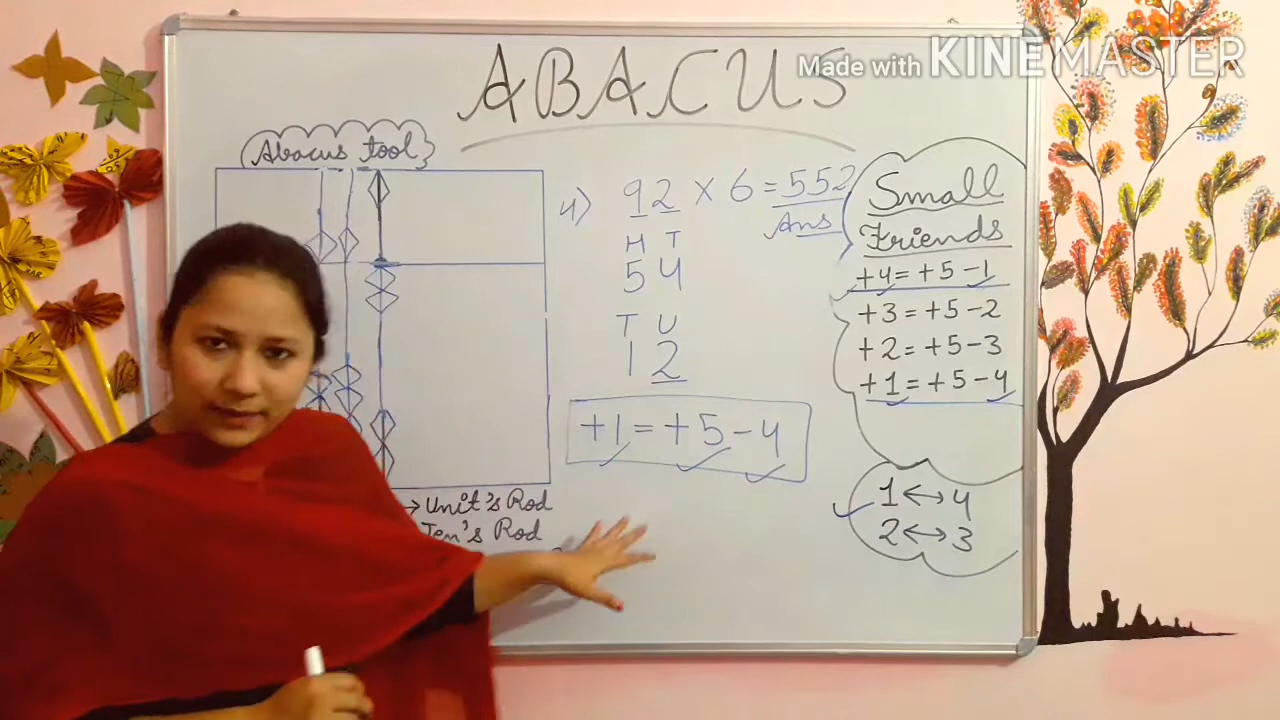 Made with KINEMASTER
ABACUS
Abacus tool
4) 92 × 6 = 552
Ans
H T
5 4
T U
1 2
+1 = +5 - 4
→ Unit's Rod
Ten's Rod
Small
Friends
+4 = +5 - 1
+3 = +5 - 2
+2 = +5 - 3
+1 = +5 - 4
1 ↔ 4
2 ↔ 3